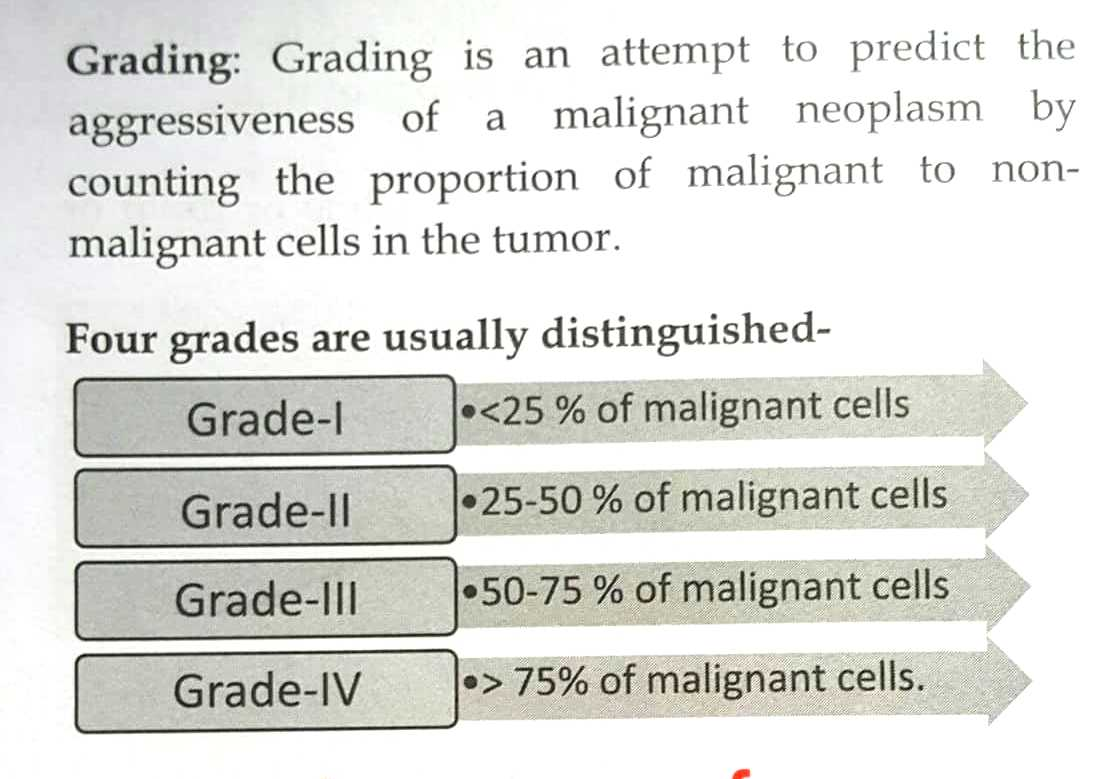 Grading: Grading is an attempt to predict the
aggressiveness of a malignant neoplasm by
counting the proportion of malignant to non-
malignant cells in the tumor.
Four grades are usually distinguished-
Grade-I •<25 % of malignant cells
Grade-II •25-50 % of malignant cells
Grade-III •50-75 % of malignant cells
Grade-IV •> 75% of malignant cells.